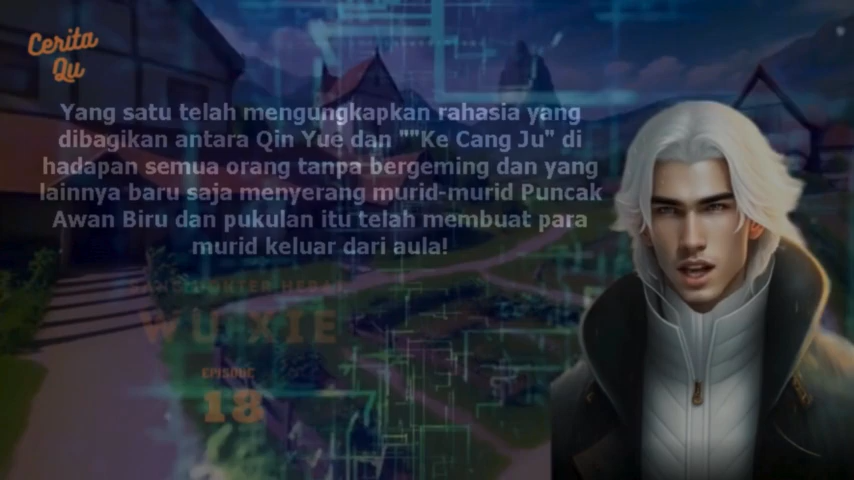 Cerita
Qu
Yang satu telah mengungkapkan rahasia yang
dibagikan antara Qin Yue dan ""Ke Cang Ju" di
hadapan semua orang tanpa bergeming dan yang
lainnya baru saja menyerang murid-murid Puncak
Awan Biru dan pukulan itu telah membuat para
murid keluar dari aula!
WU XIE
EPISODE
18